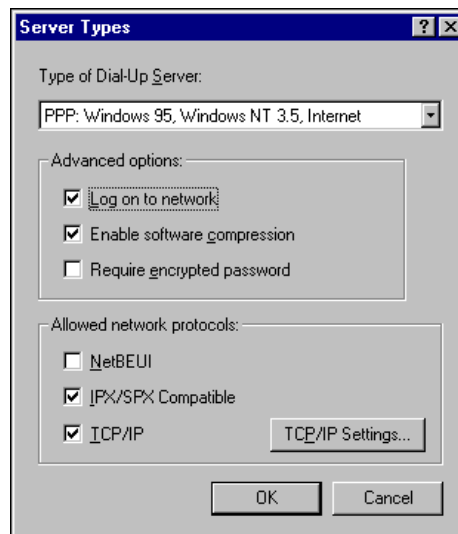 Server Types
Type of Dial-Up Server:
PPP: Windows 95, Windows NT 3.5, Internet
Advanced options:
Log on to network
Enable software compression
Require encrypted password
Allowed network protocols:
NetBEUI
IPX/SPX Compatible
TCP/IP
TCP/IP Settings...
OK
Cancel